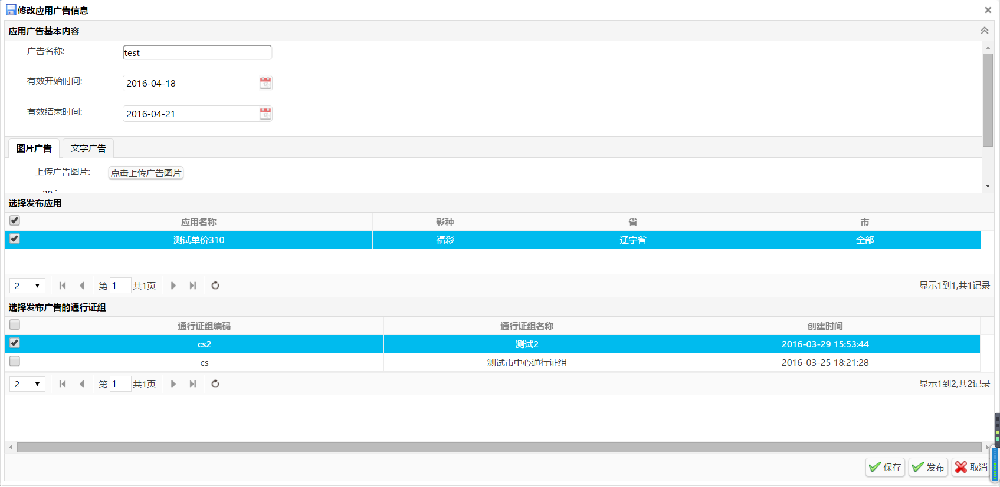 修改应用广告信息
应用广告基本内容
广告名称: test
有效开始时间: 2016-04-18
有效结束时间: 2016-04-21
图片广告 文字广告
上传广告图片: 点击上传广告图片
选择发布应用
应用名称 彩种 省 市
测试单价310 福彩 辽宁省 全部
2 第 1 共1页 显示1到1,共1记录
选择发布广告的通行证组
通行证组编码 通行证组名称 创建时间
cs2 测试2 2016-03-29 15:53:44
cs 测试市中心通行证组 2016-03-25 18:21:28
2 第 1 共1页 显示1到2,共2记录
保存 发布 取消